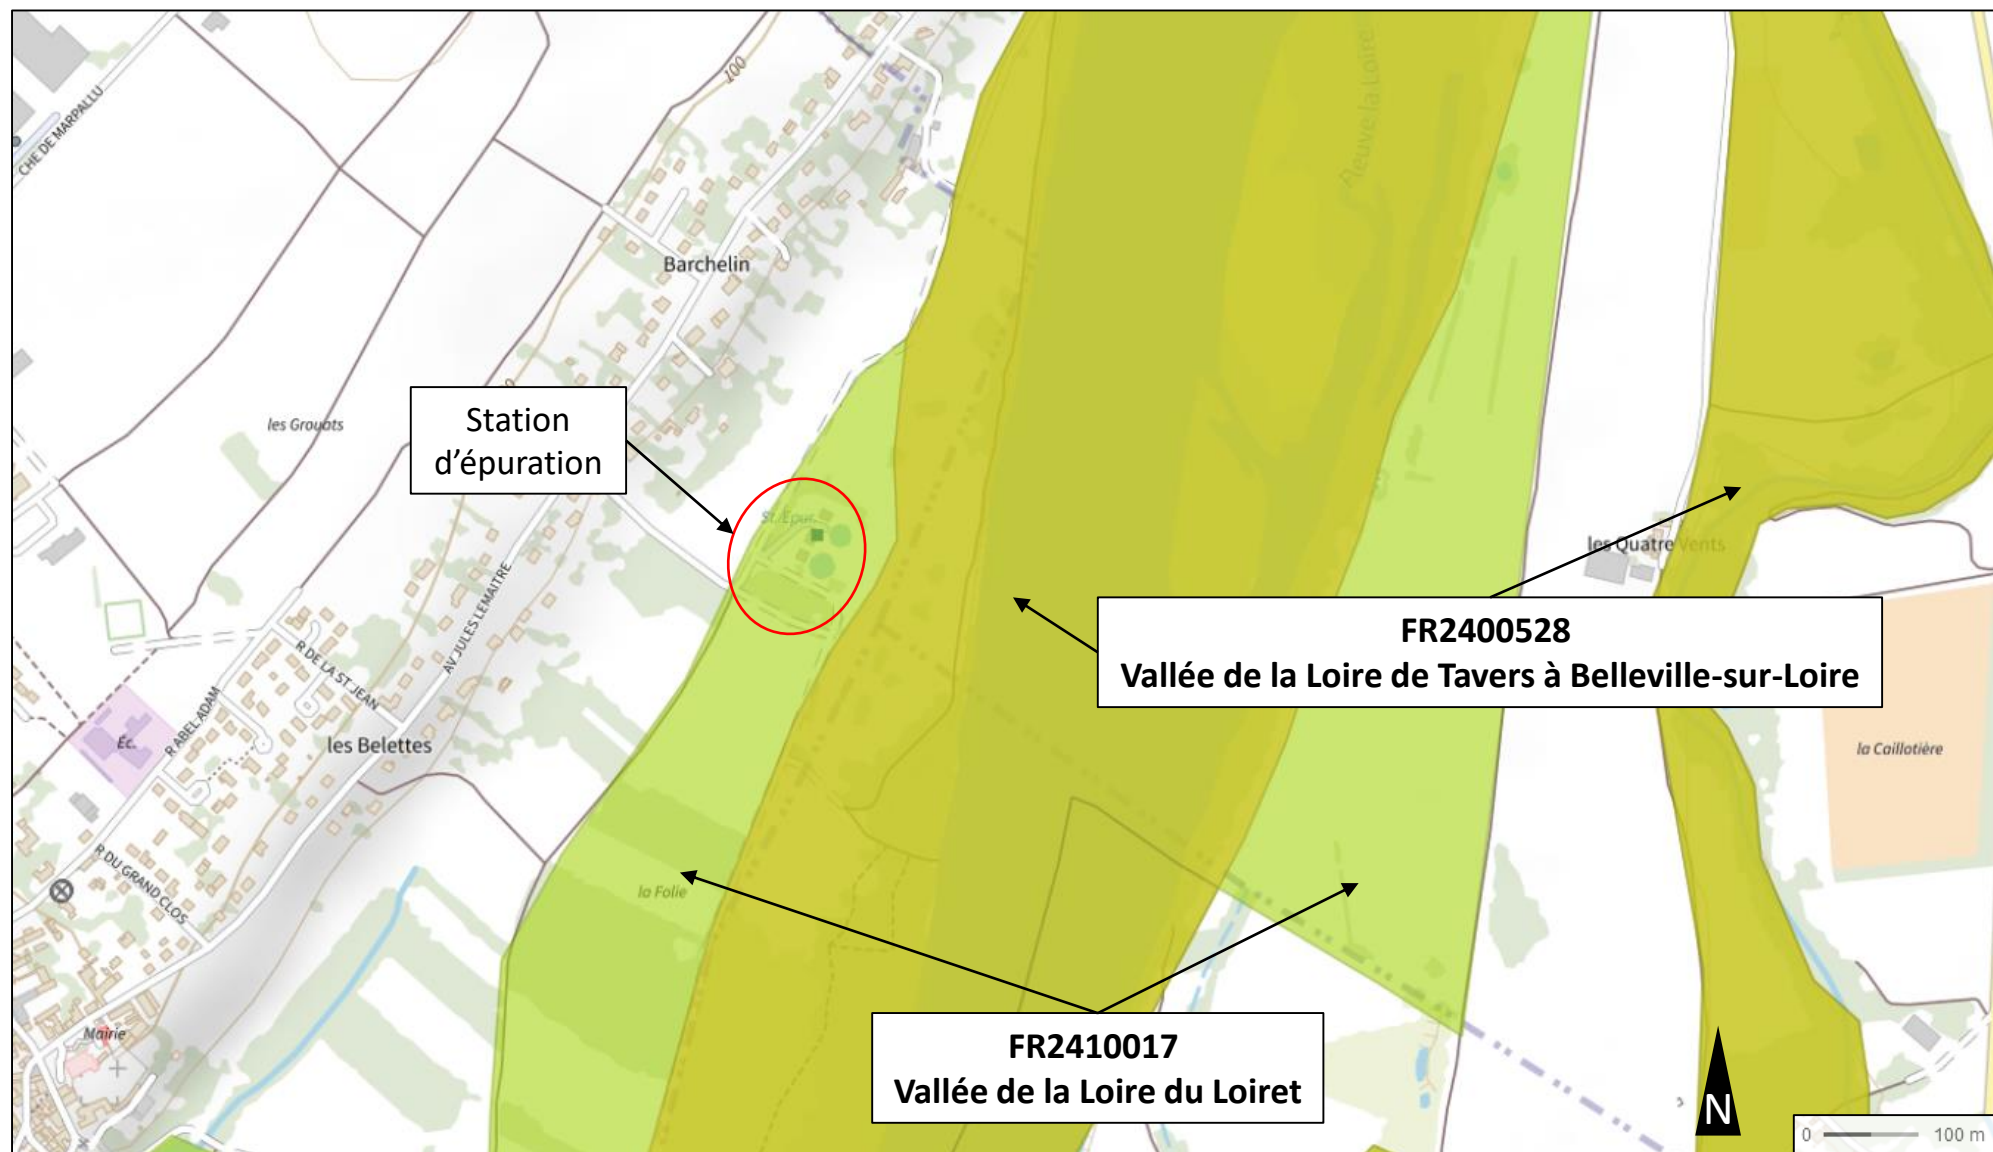 CHE DE MARPALLU
100
Fleuve la Loire
Barchelin
les Grouats
Station
d’épuration
St. Épur.
les Quatre Vents
AV JULES LEMAITRE
FR2400528
Vallée de la Loire de Tavers à Belleville-sur-Loire
R DE LA ST JEAN
R ABEL ADAM
Éc.
les Belettes
la Caillotière
R DU GRAND CLOS
la Folie
Mairie
FR2410017
Vallée de la Loire du Loiret
N
0 100 m